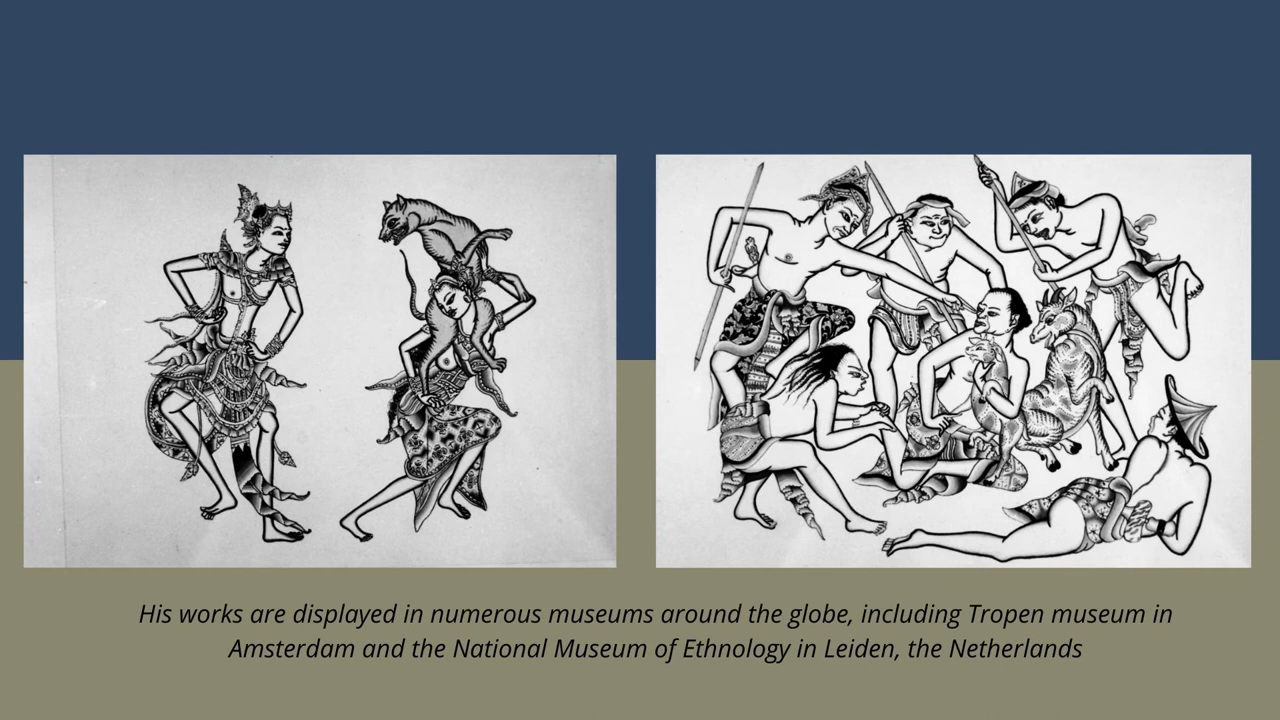 His works are displayed in numerous museums around the globe, including Tropen museum in
Amsterdam and the National Museum of Ethnology in Leiden, the Netherlands